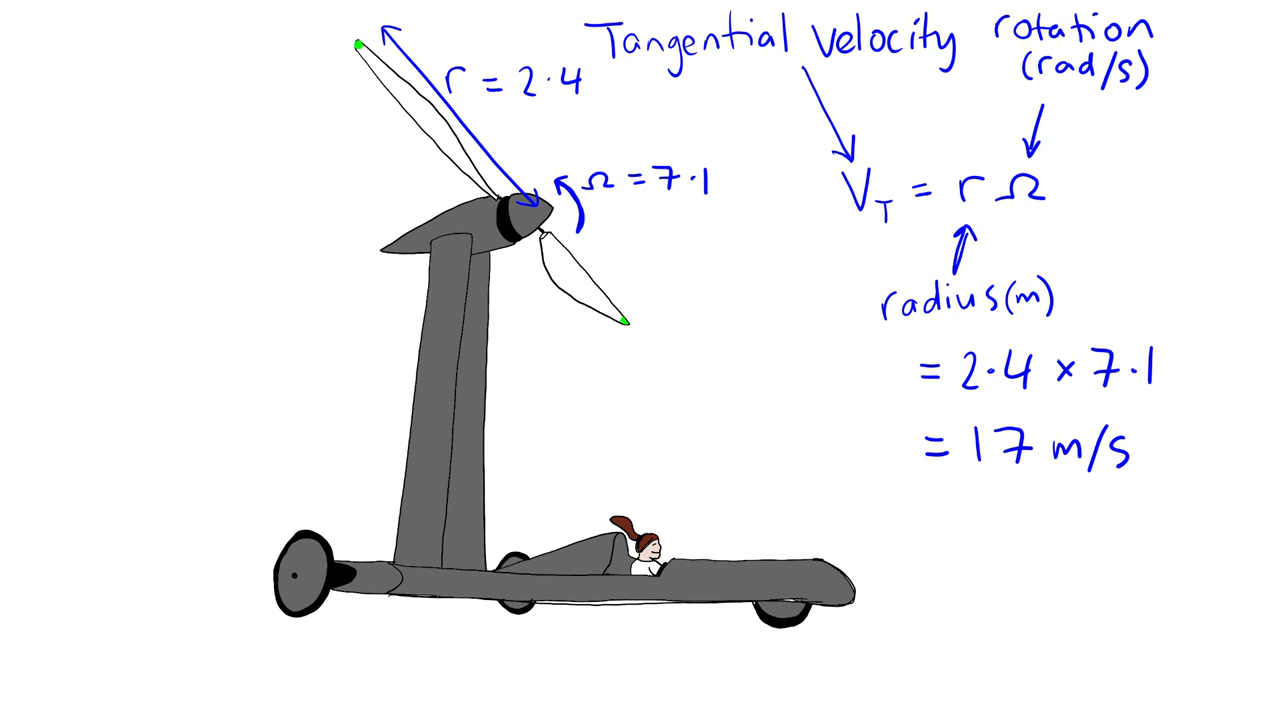 Tangential velocity
rotation
(rad/s)
r = 2.4
Ω = 7.1
V_T = r Ω
radius(m)
= 2.4 × 7.1
= 17 m/s